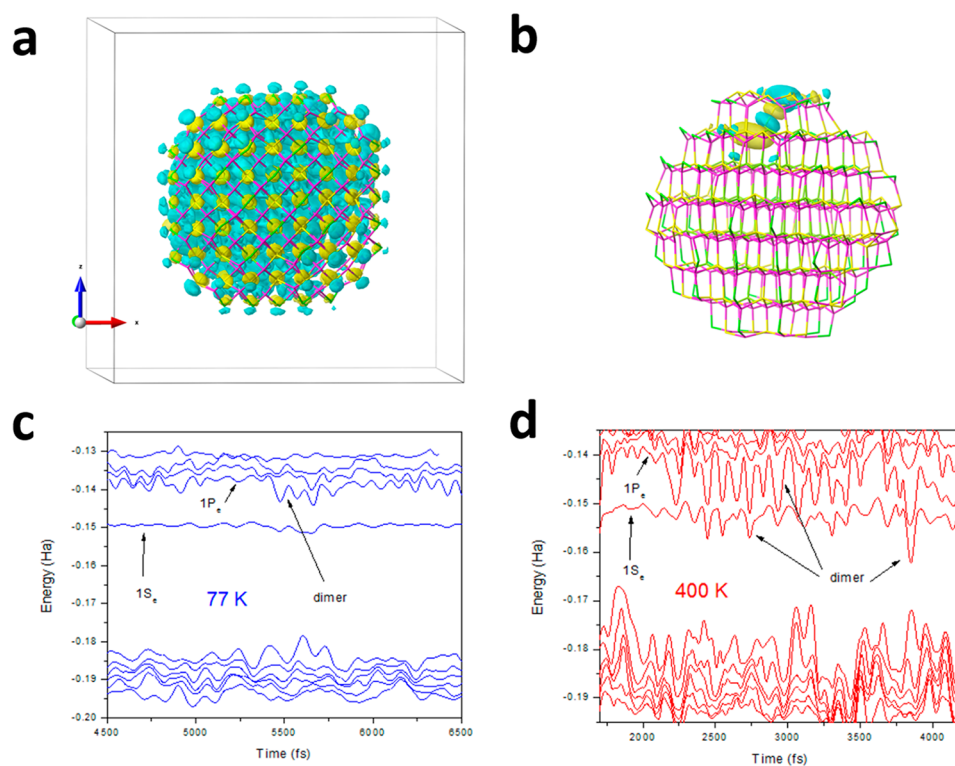 a
z
x
b
c
-0.13
-0.14
-0.15
-0.16
-0.17
-0.18
-0.19
-0.20
Energy (Ha)
1Pe
1Se
dimer
77 K
4500 5000 5500 6000 6500
Time (fs)
d
-0.14
-0.15
-0.16
-0.17
-0.18
-0.19
Energy (Ha)
1Pe
1Se
dimer
400 K
2000 2500 3000 3500 4000
Time (fs)